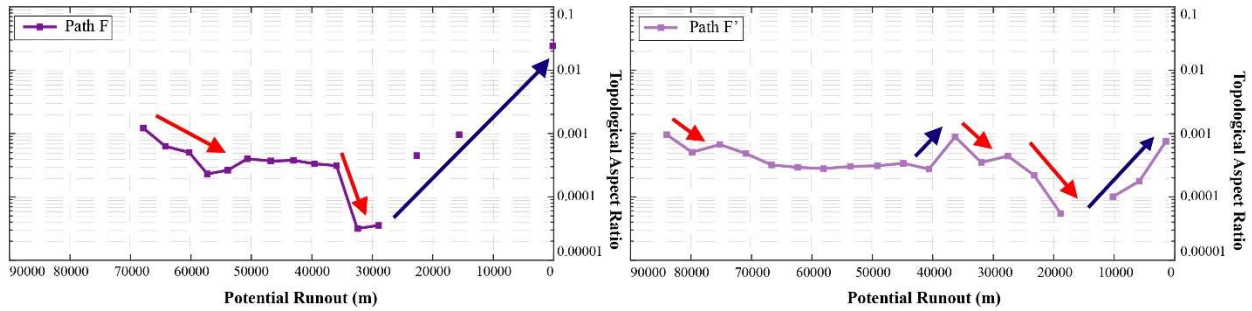 Path F
0.1
0.01
0.001
0.0001
0.00001
Topological Aspect Ratio
90000 80000 70000 60000 50000 40000 30000 20000 10000 0
Potential Runout (m)
Path F’
0.1
0.01
0.001
0.0001
0.00001
Topological Aspect Ratio
90000 80000 70000 60000 50000 40000 30000 20000 10000 0
Potential Runout (m)